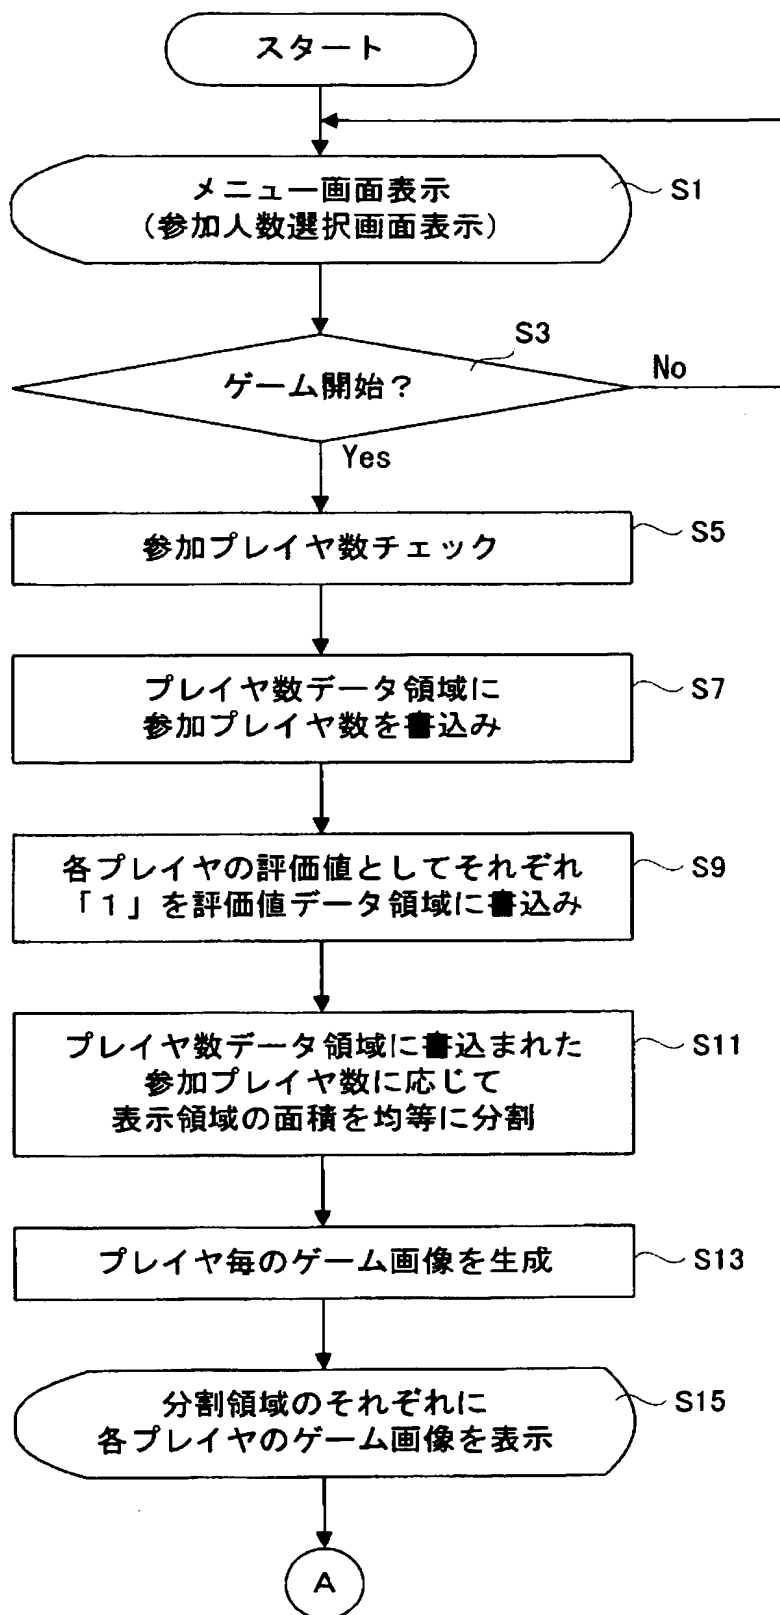 スタート
メニュー画面表示
(参加人数選択画面表示)
S1
S3
ゲーム開始?
No
Yes
参加プレイヤ数チェック
S5
プレイヤ数データ領域に
参加プレイヤ数を書込み
S7
各プレイヤの評価値としてそれぞれ
「1」を評価値データ領域に書込み
S9
プレイヤ数データ領域に書込まれた
参加プレイヤ数に応じて
表示領域の面積を均等に分割
S11
プレイヤ毎のゲーム画像を生成
S13
分割領域のそれぞれに
各プレイヤのゲーム画像を表示
S15
A